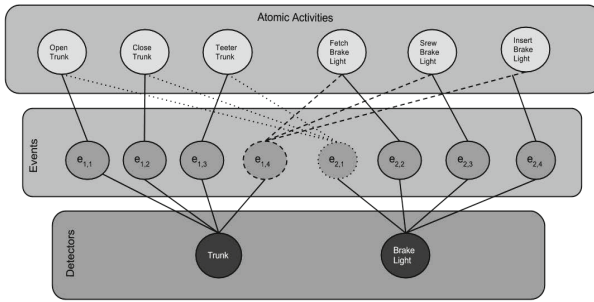 Atomic Activities
Open
Trunk
Close
Trunk
Teeter
Trunk
Fetch
Brake
Light
Srew
Brake
Light
Insert
Brake
Light
Events
e1,1
e1,2
e1,3
e1,4
e2,1
e2,2
e2,3
e2,4
Detectors
Trunk
Brake
Light